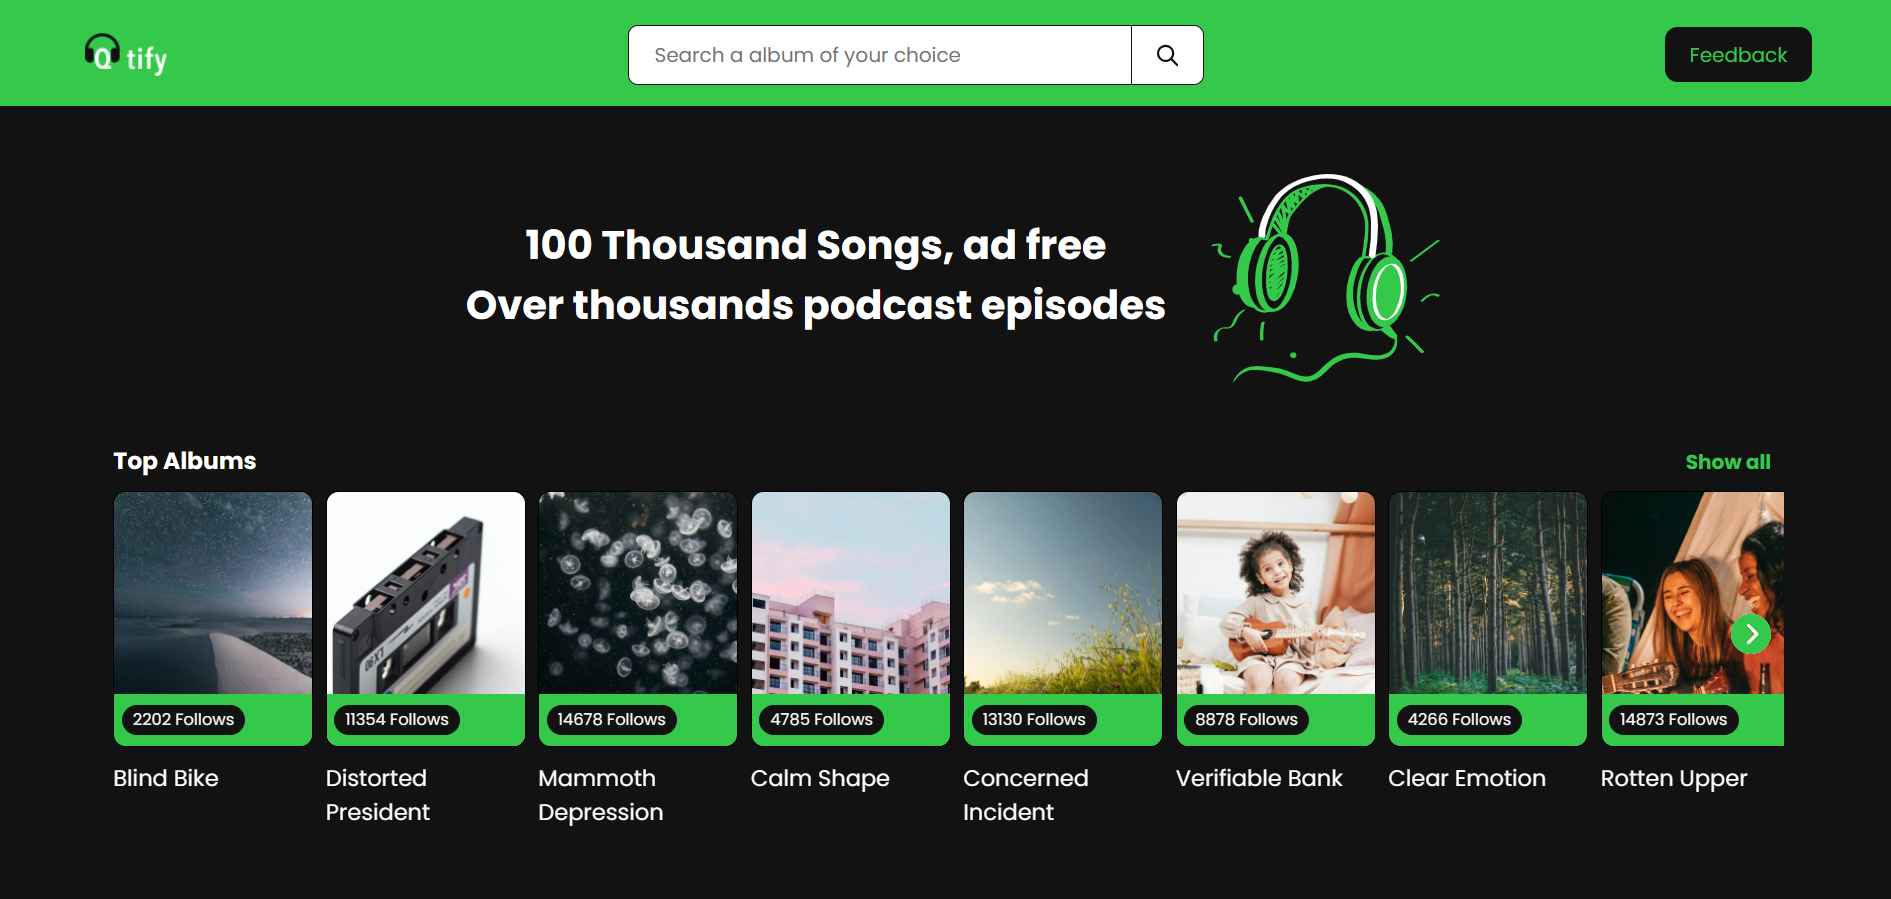 Qtify
Search a album of your choice
Feedback
100 Thousand Songs, ad free
Over thousands podcast episodes
Top Albums
Show all
LX90
2202 Follows
11354 Follows
14678 Follows
4785 Follows
13130 Follows
8878 Follows
4266 Follows
14873 Follows
Blind Bike
Distorted
President
Mammoth
Depression
Calm Shape
Concerned
Incident
Verifiable Bank
Clear Emotion
Rotten Upper